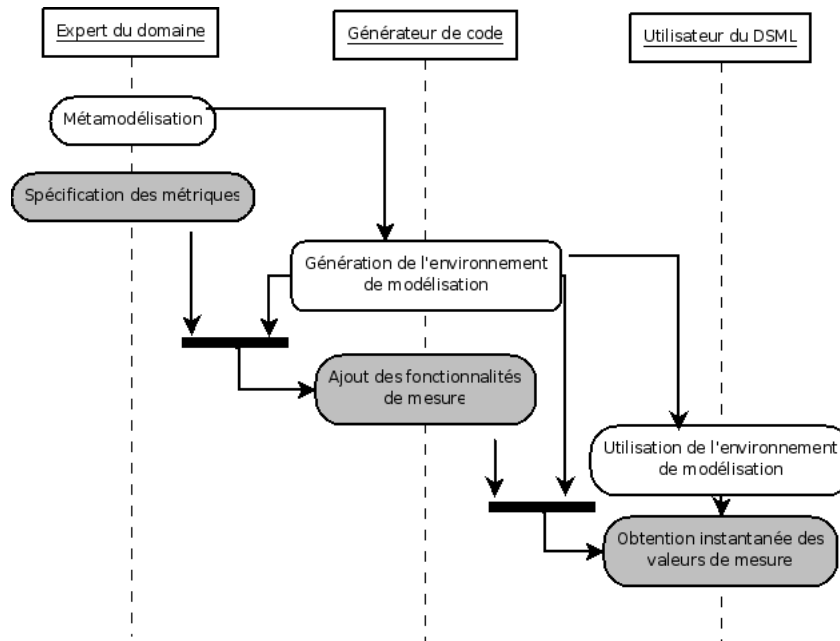 Expert du domaine
Générateur de code
Utilisateur du DSML
Métamodélisation
Spécification des métriques
Génération de l'environnement
de modélisation
Ajout des fonctionnalités
de mesure
Utilisation de l'environnement
de modélisation
Obtention instantanée des
valeurs de mesure